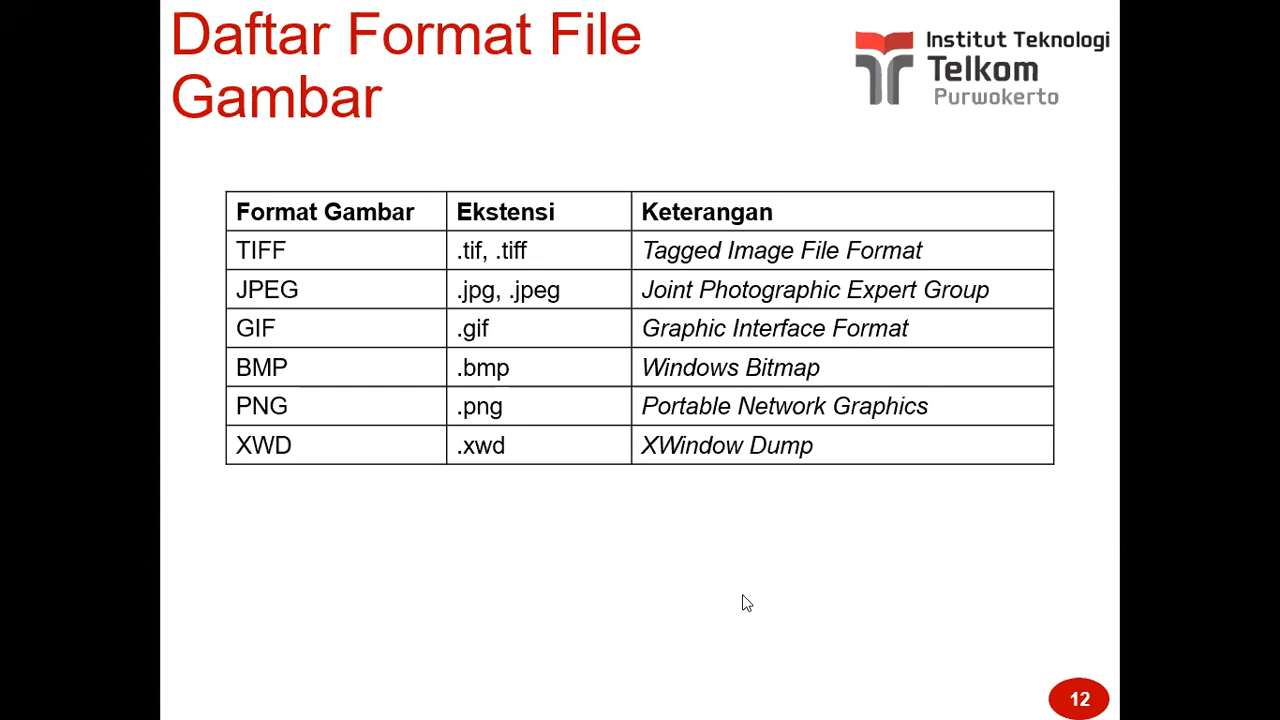 Daftar Format File
Gambar
Institut Teknologi
Telkom
Purwokerto
Format Gambar Ekstensi Keterangan
TIFF .tif, .tiff Tagged Image File Format
JPEG .jpg, .jpeg Joint Photographic Expert Group
GIF .gif Graphic Interface Format
BMP .bmp Windows Bitmap
PNG .png Portable Network Graphics
XWD .xwd XWindow Dump
12